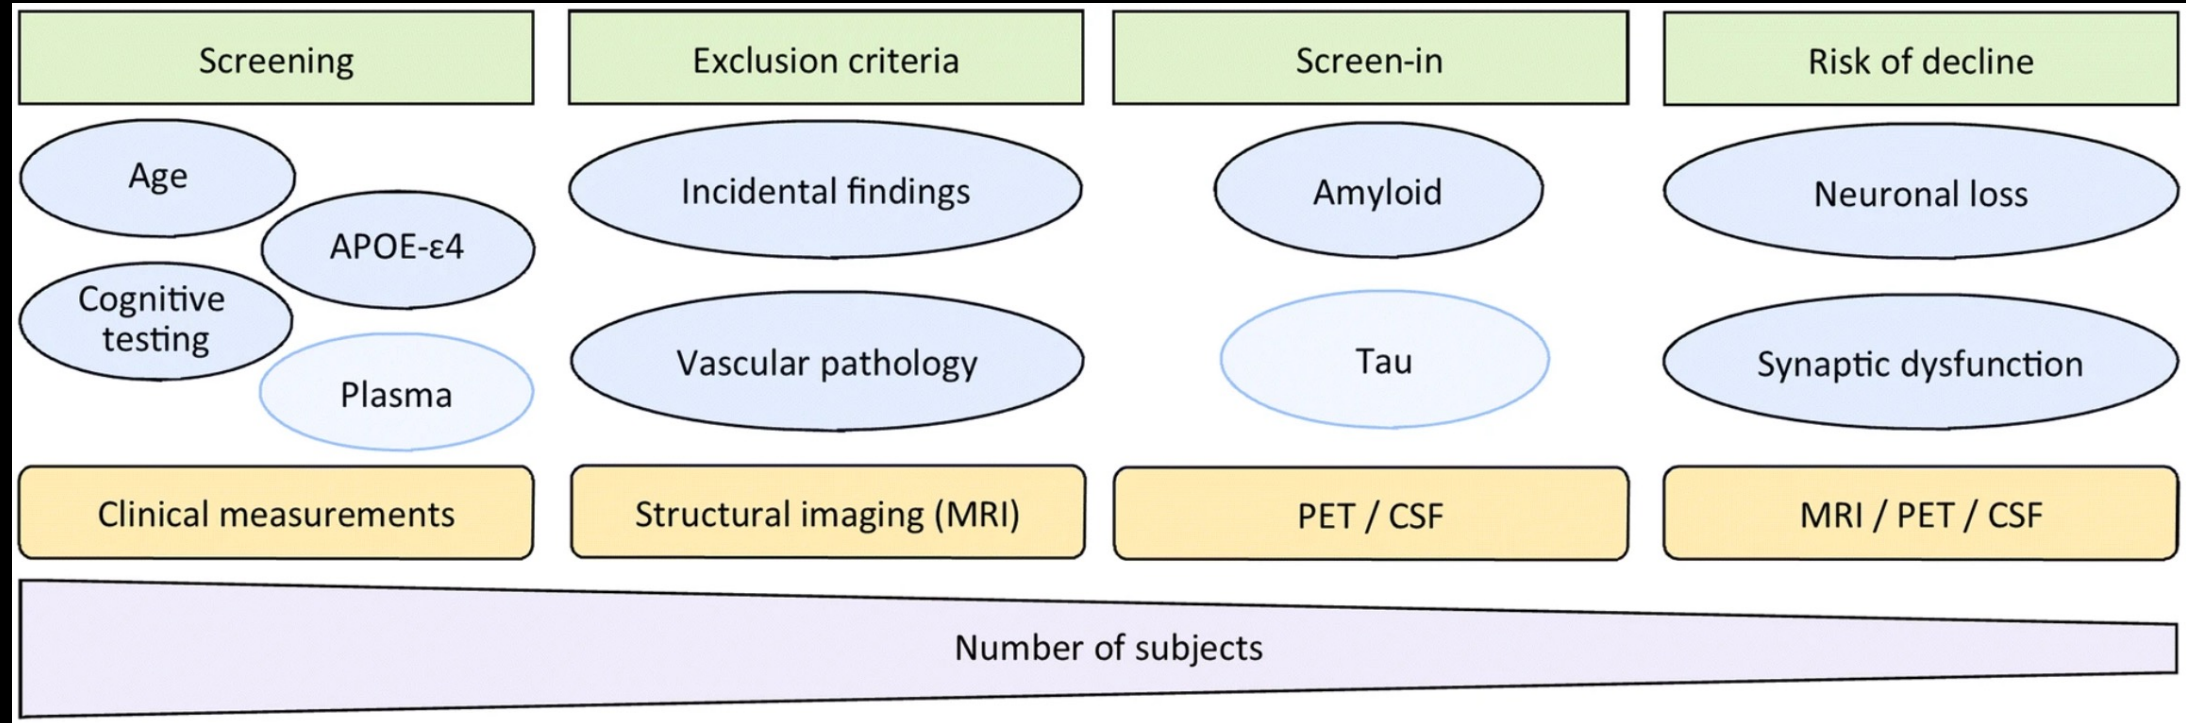 Screening
Exclusion criteria
Screen-in
Risk of decline
Age
APOE-ε4
Cognitive
testing
Plasma
Incidental findings
Vascular pathology
Amyloid
Tau
Neuronal loss
Synaptic dysfunction
Clinical measurements
Structural imaging (MRI)
PET / CSF
MRI / PET / CSF
Number of subjects